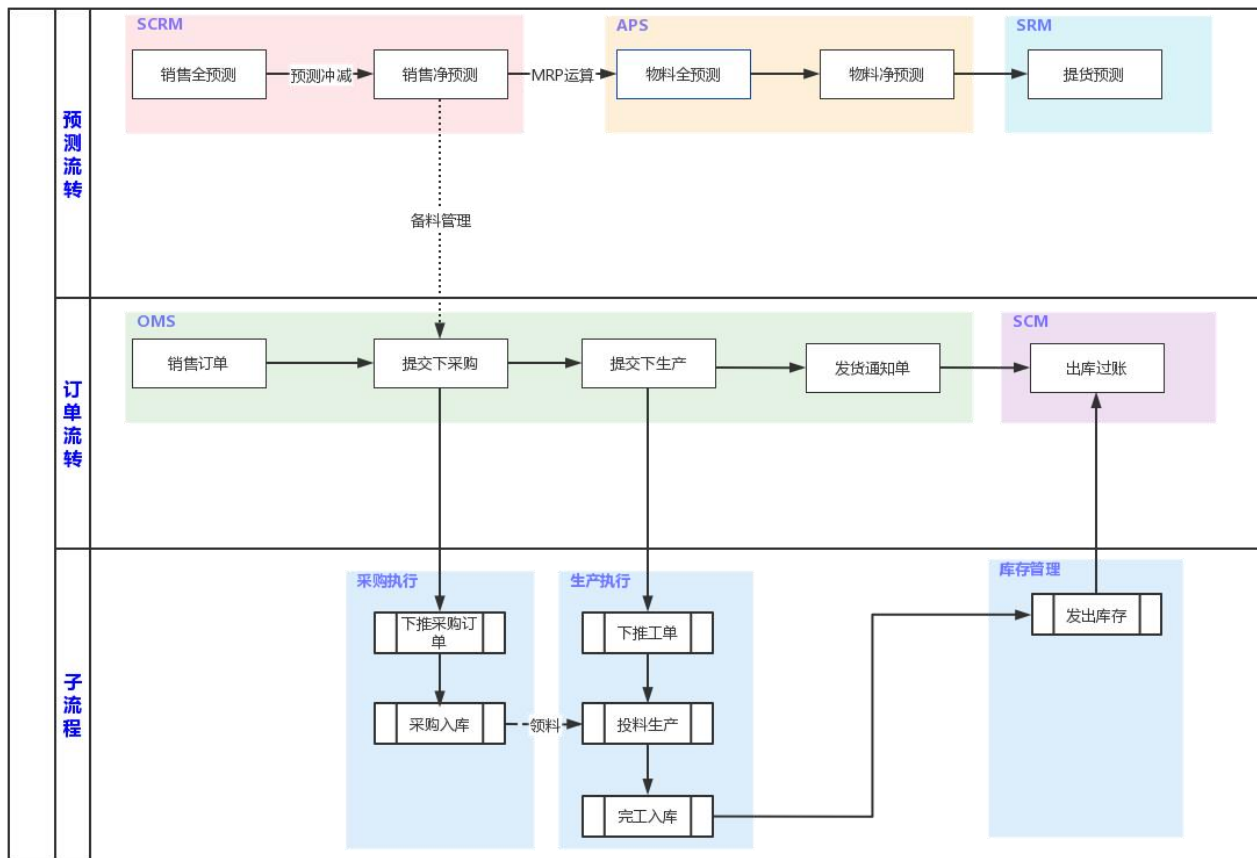 SCRM
APS
SRM
销售全预测
预测冲减
销售净预测
MRP运算
物料全预测
物料净预测
提货预测
预测流转
备料管理
OMS
SCM
销售订单
提交下采购
提交下生产
发货通知单
出库过账
订单流转
采购执行
生产执行
库存管理
下推采购订
单
下推工单
发出库存
子流程
采购入库
领料
投料生产
完工入库